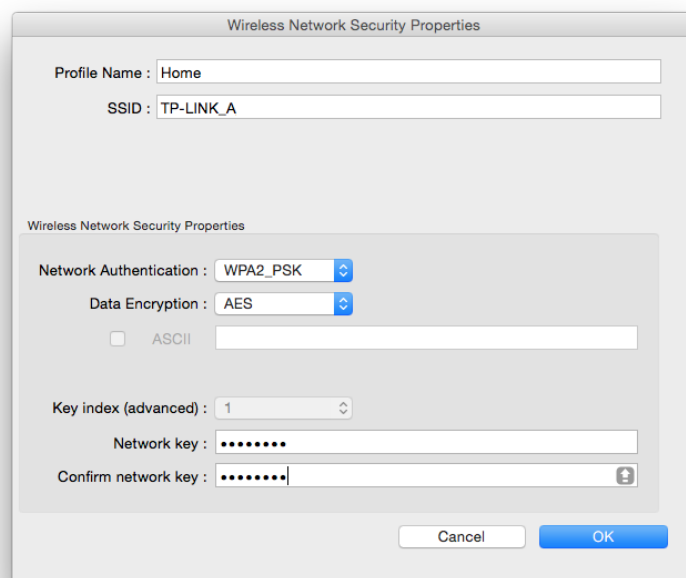 Wireless Network Security Properties
Profile Name : Home
SSID : TP-LINK_A
Wireless Network Security Properties
Network Authentication : WPA2_PSK
Data Encryption : AES
ASCII
Key index (advanced) : 1
Network key : ••••••••
Confirm network key : ••••••••
Cancel OK